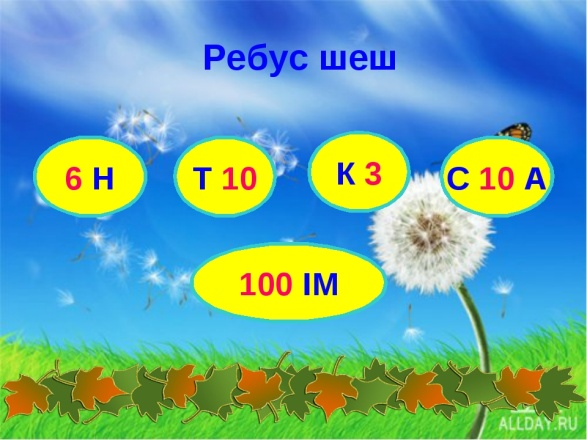 Ребус шеш
6 Н
Т 10
К 3
С 10 А
100 ІМ
ALLDAY.RU